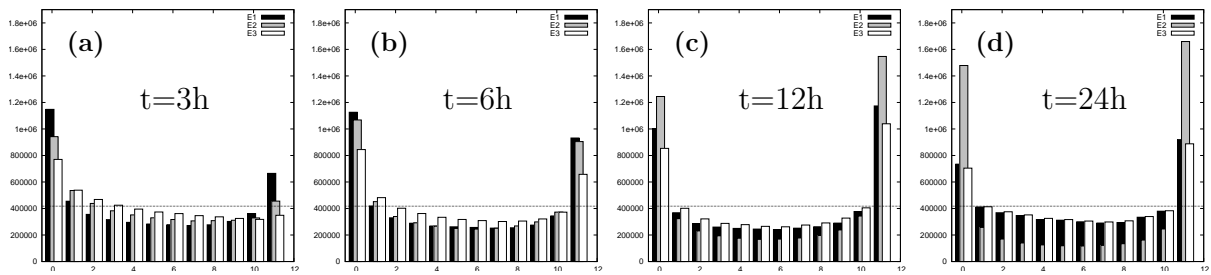 1.8e+06
1.6e+06
1.4e+06
1.2e+06
1e+06
800000
600000
400000
200000
0
0 2 4 6 8 10 12
E1
E2
E3
(a)
t=3h
1.8e+06
1.6e+06
1.4e+06
1.2e+06
1e+06
800000
600000
400000
200000
0
0 2 4 6 8 10 12
E1
E2
E3
(b)
t=6h
1.8e+06
1.6e+06
1.4e+06
1.2e+06
1e+06
800000
600000
400000
200000
0
0 2 4 6 8 10 12
E1
E2
E3
(c)
t=12h
1.8e+06
1.6e+06
1.4e+06
1.2e+06
1e+06
800000
600000
400000
200000
0
0 2 4 6 8 10 12
E1
E2
E3
(d)
t=24h